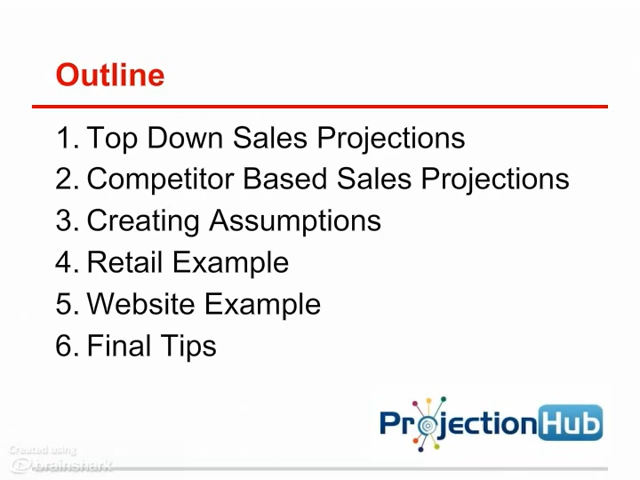 Outline
1. Top Down Sales Projections
2. Competitor Based Sales Projections
3. Creating Assumptions
4. Retail Example
5. Website Example
6. Final Tips
ProjectionHub
Created using
brainshark